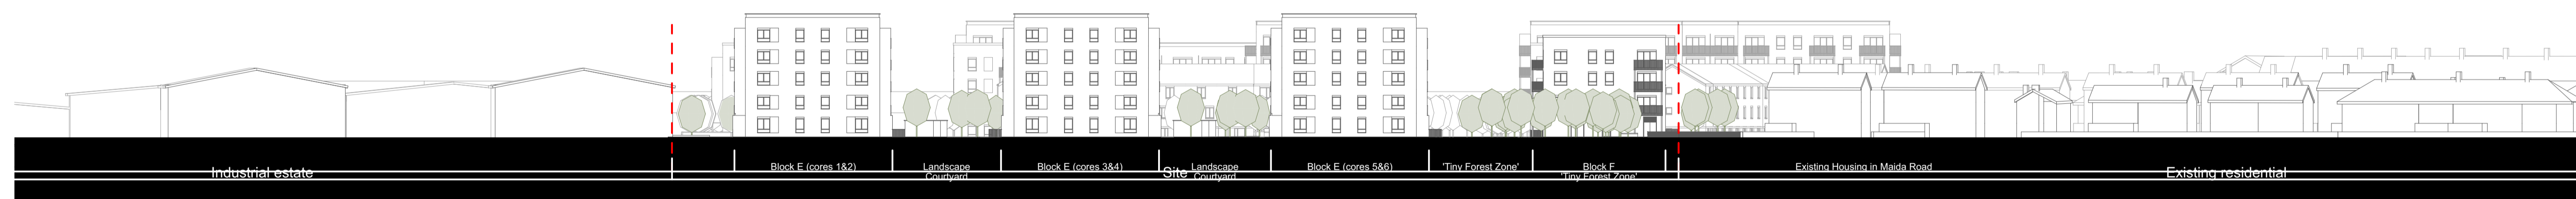 Block E (cores 1&2)
Landscape
Courtyard
Block E (cores 3&4)
Landscape
Courtyard
Block E (cores 5&6)
'Tiny Forest Zone'
Block F
'Tiny Forest Zone'
Existing Housing in Maida Road
Industrial estate
Site
Existing residential